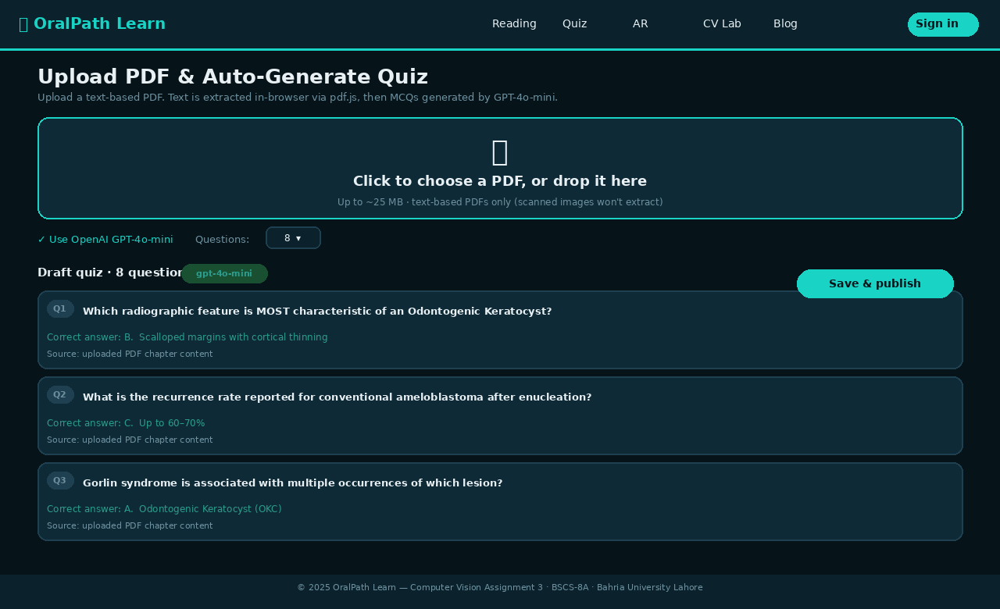 OralPath Learn
Reading Quiz AR CV Lab Blog Sign in
Upload PDF & Auto-Generate Quiz
Upload a text-based PDF. Text is extracted in-browser via pdf.js, then MCQs generated by GPT-4o-mini.
Click to choose a PDF, or drop it here
Up to ~25 MB · text-based PDFs only (scanned images won't extract)
✓ Use OpenAI GPT-4o-mini Questions: 8 ▾
Draft quiz · 8 question gpt-4o-mini Save & publish
Q1 Which radiographic feature is MOST characteristic of an Odontogenic Keratocyst?
Correct answer: B. Scalloped margins with cortical thinning
Source: uploaded PDF chapter content
Q2 What is the recurrence rate reported for conventional ameloblastoma after enucleation?
Correct answer: C. Up to 60–70%
Source: uploaded PDF chapter content
Q3 Gorlin syndrome is associated with multiple occurrences of which lesion?
Correct answer: A. Odontogenic Keratocyst (OKC)
Source: uploaded PDF chapter content
© 2025 OralPath Learn — Computer Vision Assignment 3 · BSCS-8A · Bahria University Lahore